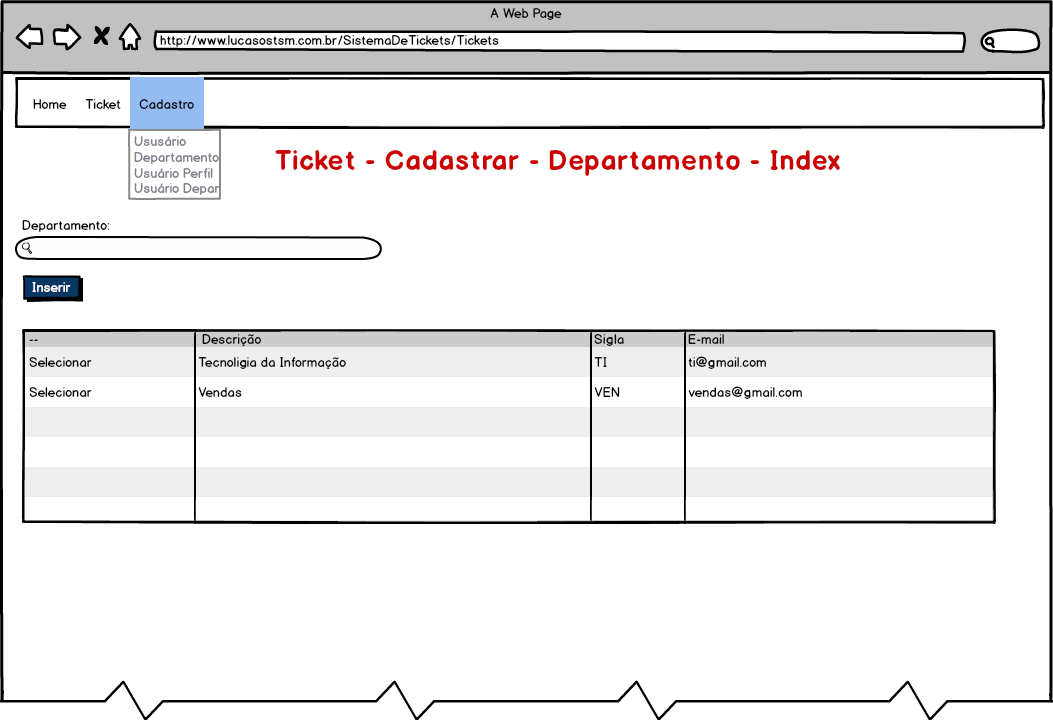 A Web Page
http://www.lucasostsm.com.br/SistemaDeTickets/Tickets
Home Ticket Cadastro
Ususário
Departamento
Usuário Perfil
Usuário Depar
Ticket - Cadastrar - Departamento - Index
Departamento:
Inserir
-- Descrição Sigla E-mail
Selecionar Tecnoligia da Informação TI ti@gmail.com
Selecionar Vendas VEN vendas@gmail.com